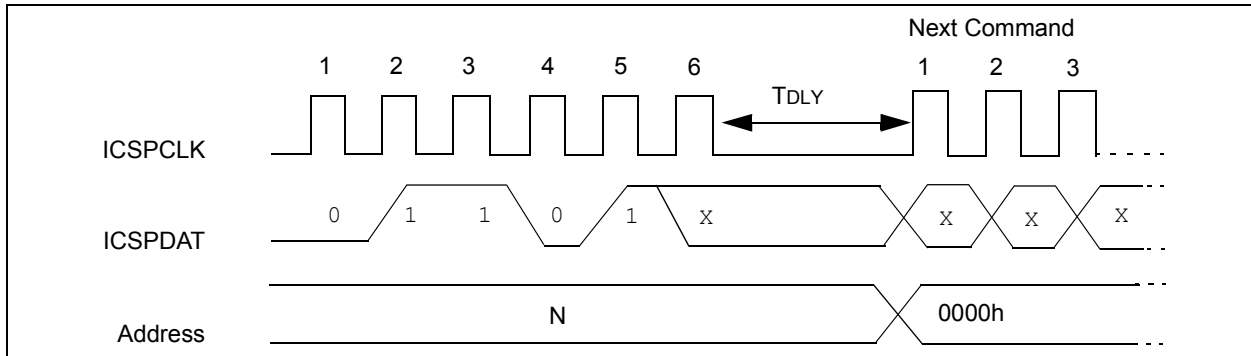 Next Command
1 2 3 4 5 6 1 2 3
TDLY
ICSPCLK
0 1 1 0 1 X X X X
ICSPDAT
N 0000h
Address